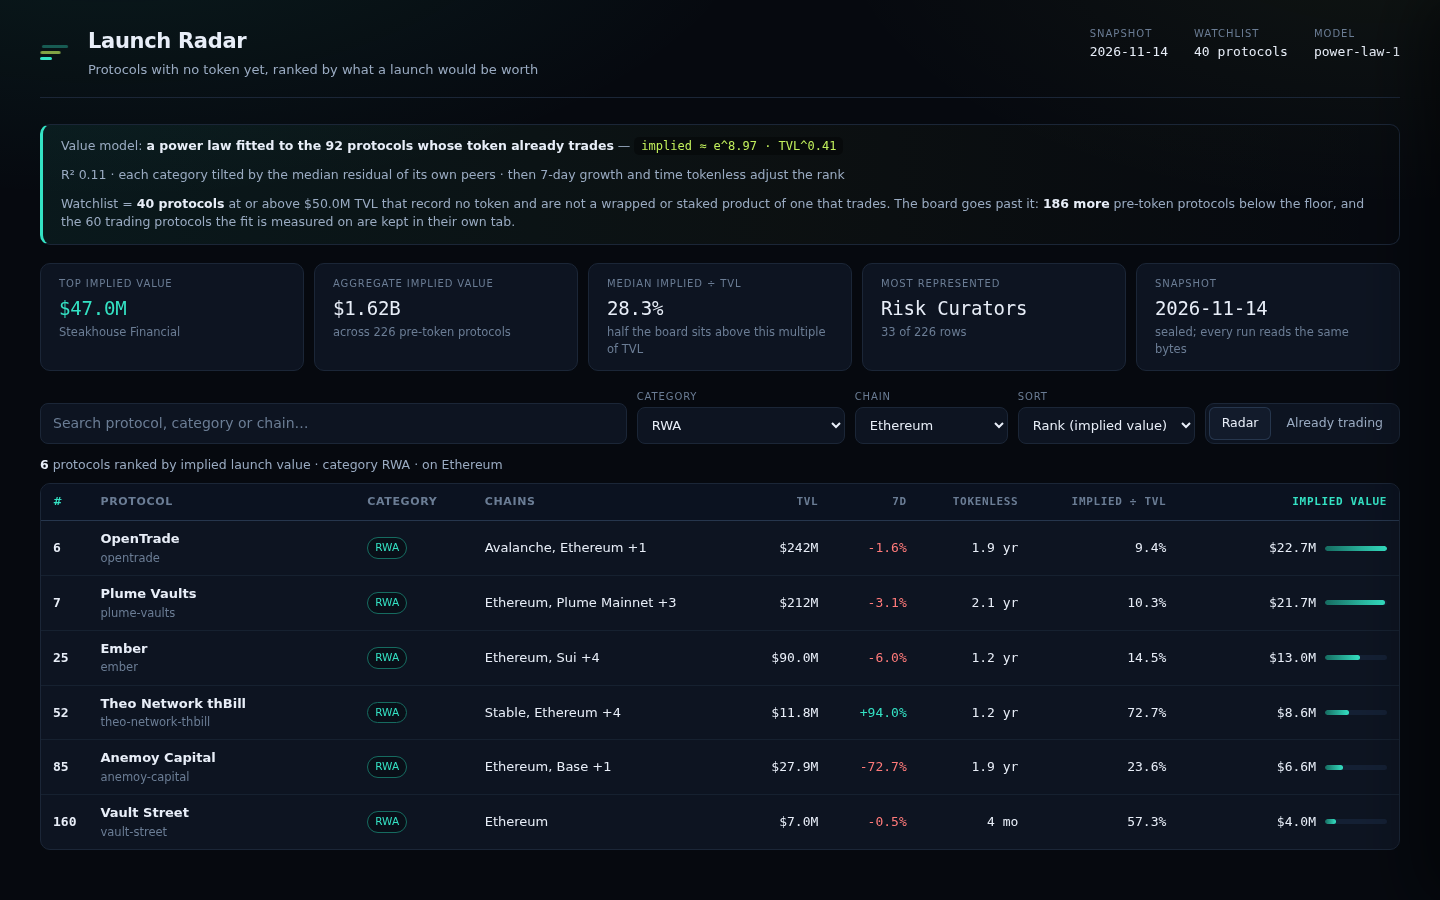 Launch Radar
Protocols with no token yet, ranked by what a launch would be worth
SNAPSHOT
2026-11-14
WATCHLIST
40 protocols
MODEL
power-law-1
Value model: a power law fitted to the 92 protocols whose token already trades — implied ≈ e^8.97 · TVL^0.41
R² 0.11 · each category tilted by the median residual of its own peers · then 7-day growth and time tokenless adjust the rank
Watchlist = 40 protocols at or above $50.0M TVL that record no token and are not a wrapped or staked product of one that trades. The board goes past it: 186 more pre-token protocols below the floor, and
the 60 trading protocols the fit is measured on are kept in their own tab.
TOP IMPLIED VALUE
$47.0M
Steakhouse Financial
AGGREGATE IMPLIED VALUE
$1.62B
across 226 pre-token protocols
MEDIAN IMPLIED ÷ TVL
28.3%
half the board sits above this multiple
of TVL
MOST REPRESENTED
Risk Curators
33 of 226 rows
SNAPSHOT
2026-11-14
sealed; every run reads the same
bytes
Search protocol, category or chain…
CATEGORY
RWA
CHAIN
Ethereum
SORT
Rank (implied value)
Radar
Already trading
6 protocols ranked by implied launch value · category RWA · on Ethereum
# PROTOCOL CATEGORY CHAINS TVL 7D TOKENLESS IMPLIED ÷ TVL IMPLIED VALUE
6 OpenTrade RWA Avalanche, Ethereum +1 $242M -1.6% 1.9 yr 9.4% $22.7M
opentrade
7 Plume Vaults RWA Ethereum, Plume Mainnet +3 $212M -3.1% 2.1 yr 10.3% $21.7M
plume-vaults
25 Ember RWA Ethereum, Sui +4 $90.0M -6.0% 1.2 yr 14.5% $13.0M
ember
52 Theo Network thBill RWA Stable, Ethereum +4 $11.8M +94.0% 1.2 yr 72.7% $8.6M
theo-network-thbill
85 Anemoy Capital RWA Ethereum, Base +1 $27.9M -72.7% 1.9 yr 23.6% $6.6M
anemoy-capital
160 Vault Street RWA Ethereum $7.0M -0.5% 4 mo 57.3% $4.0M
vault-street